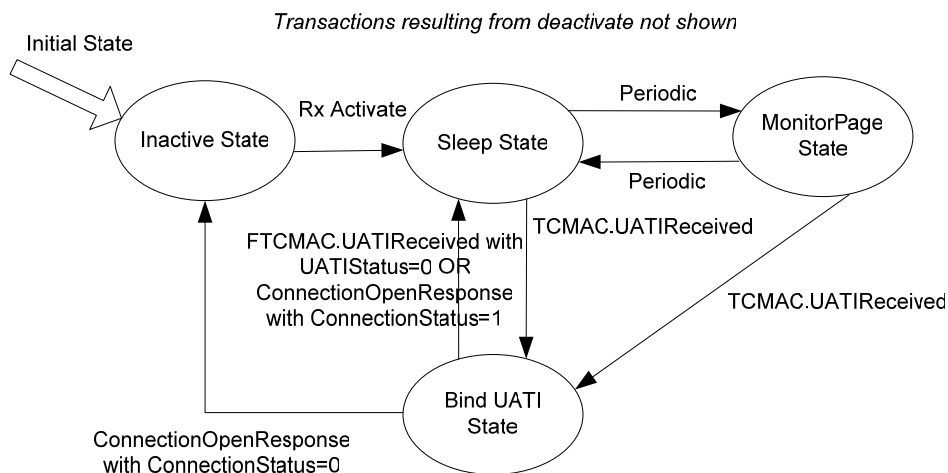 Transactions resulting from deactivate not shown
Initial State
Inactive State
Rx Activate
Sleep State
Periodic
Periodic
MonitorPage
State
FTCMAC.UATIReceived with
UATIStatus=0 OR
ConnectionOpenResponse
with ConnectionStatus=1
TCMAC.UATIReceived
TCMAC.UATIReceived
Bind UATI
State
ConnectionOpenResponse
with ConnectionStatus=0